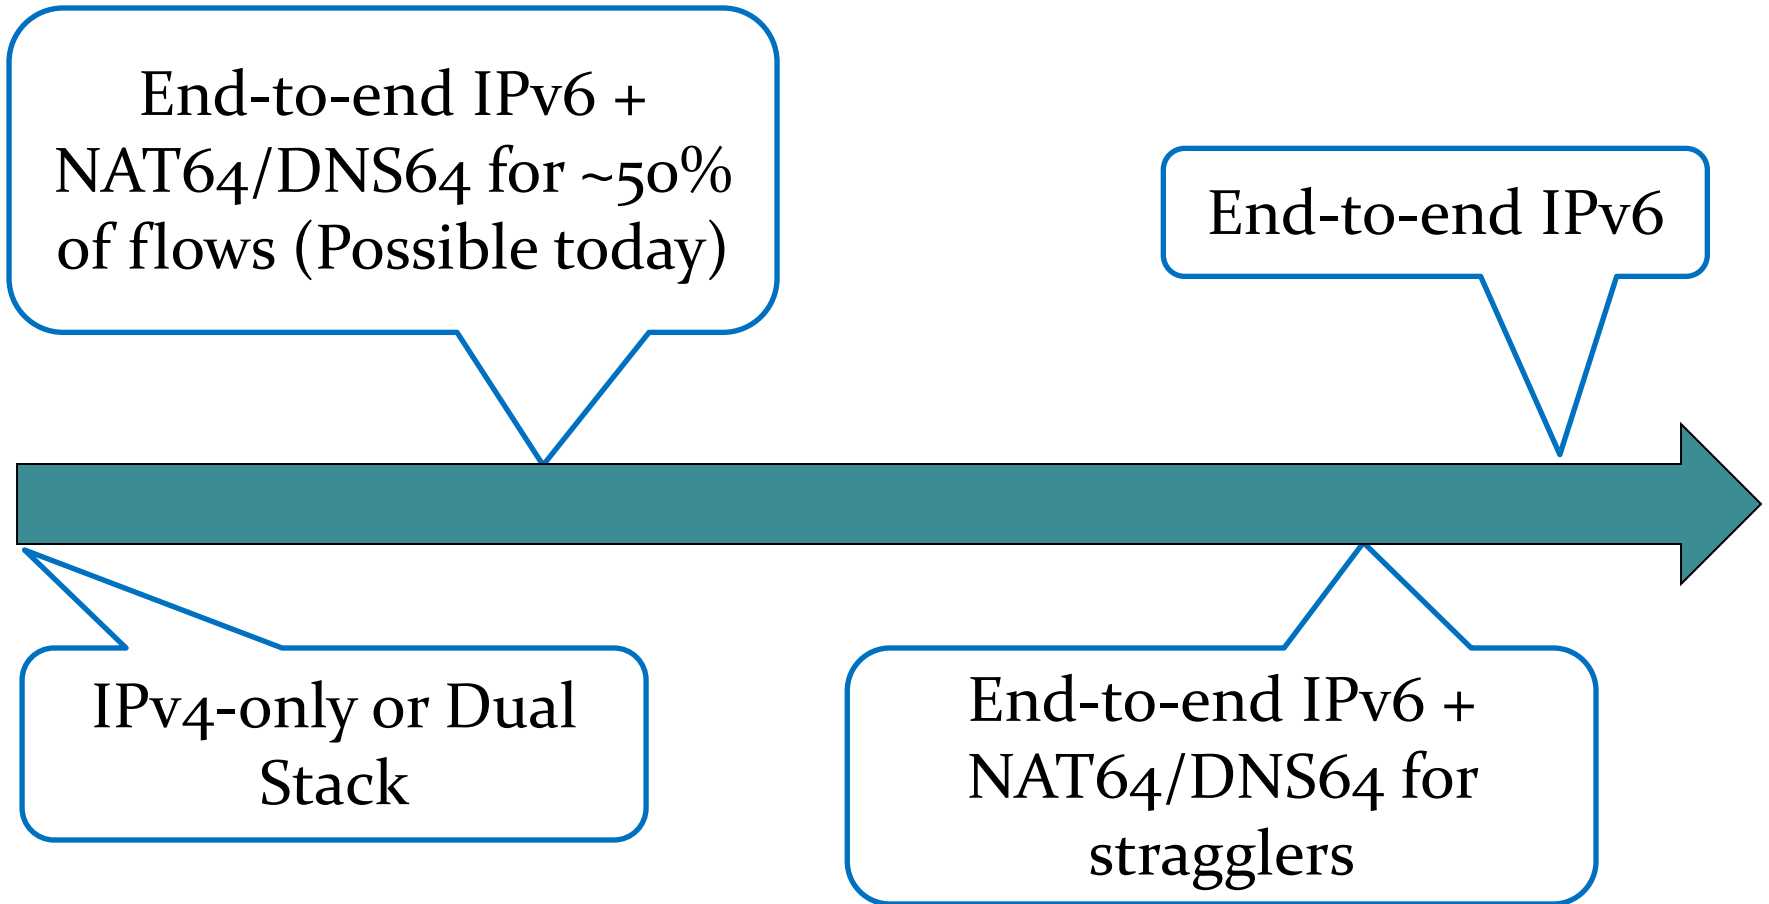 End-to-end IPv6 +
NAT64/DNS64 for ~50%
of flows (Possible today)
End-to-end IPv6
IPv4-only or Dual
Stack
End-to-end IPv6 +
NAT64/DNS64 for
stragglers